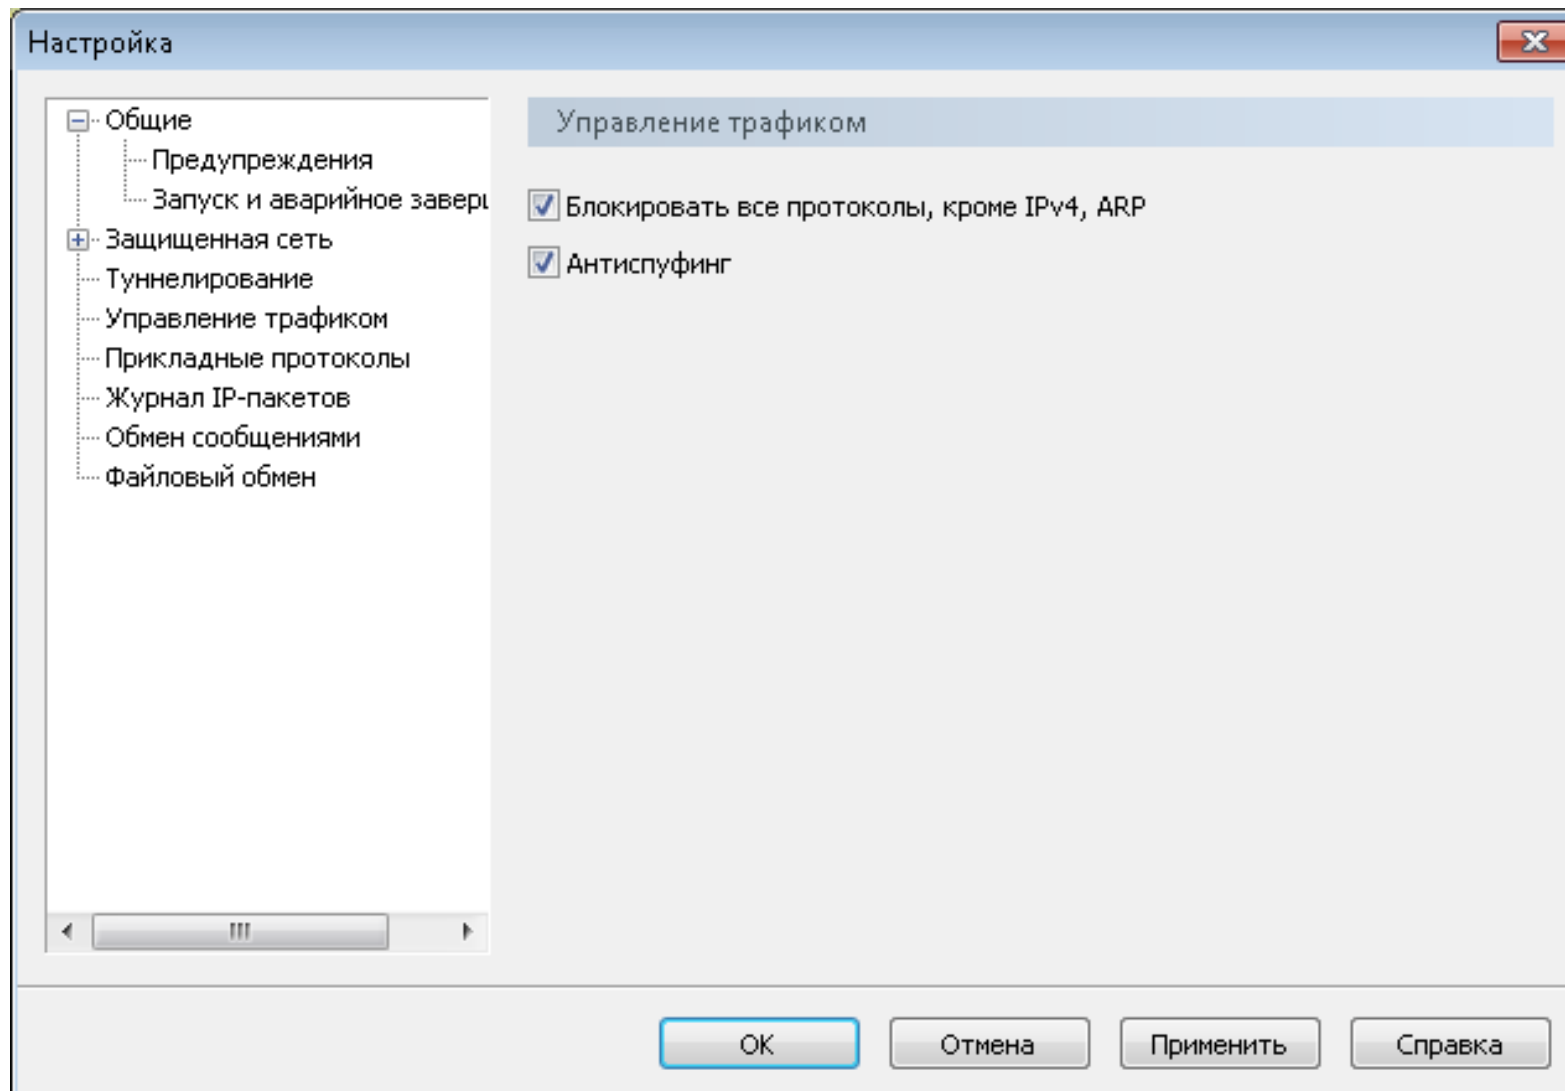 Настройка
Общие
Предупреждения
Запуск и аварийное
Защищенная сеть
Туннелирование
Управление трафиком
Прикладные протоколы
Журнал IP-пакетов
Обмен сообщениями
Файловый обмен
Управление трафиком
Блокировать все протоколы, кроме IPv4, ARP
Антиспуфинг
OK
Отмена
Применить
Справка